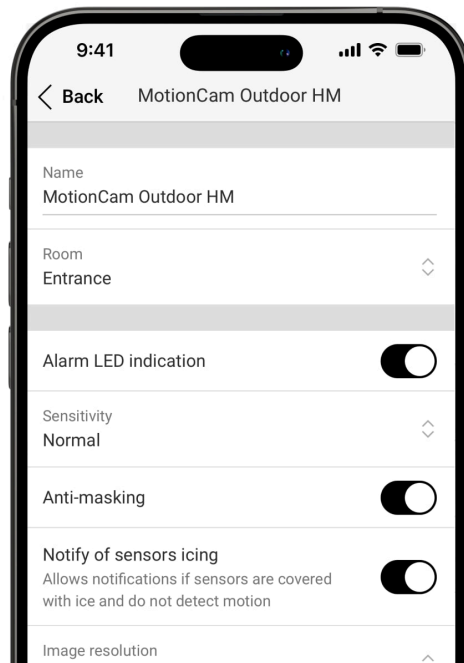 9:41
Back MotionCam Outdoor HM
Name
MotionCam Outdoor HM
Room
Entrance
Alarm LED indication
Sensitivity
Normal
Anti-masking
Notify of sensors icing
Allows notifications if sensors are covered
with ice and do not detect motion
Image resolution